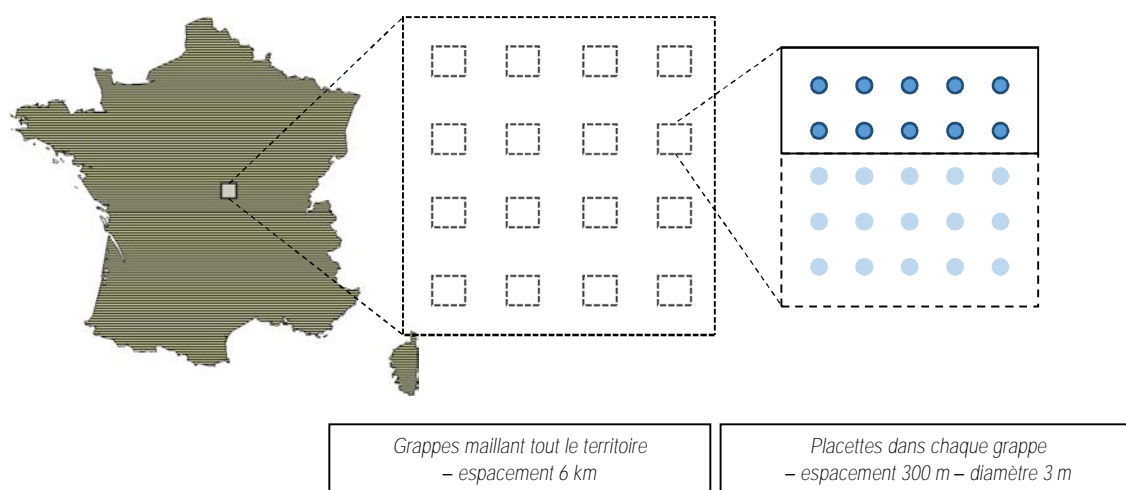 Grappes maillant tout le territoire
– espacement 6 km
Placettes dans chaque grappe
– espacement 300 m – diamètre 3 m